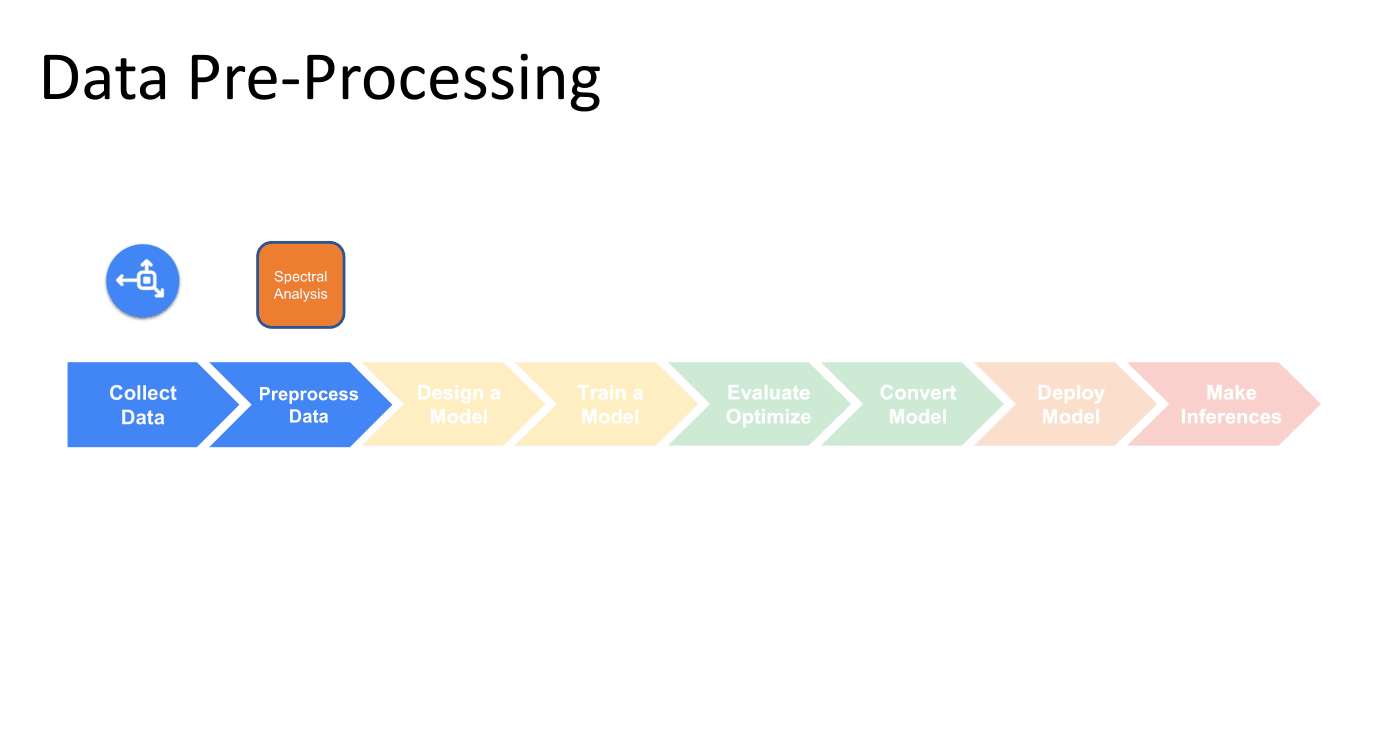 Data Pre-Processing
Spectral
Analysis
Collect
Data
Preprocess
Data
Design a
Model
Train a
Model
Evaluate
Optimize
Convert
Model
Deploy
Model
Make
Inferences